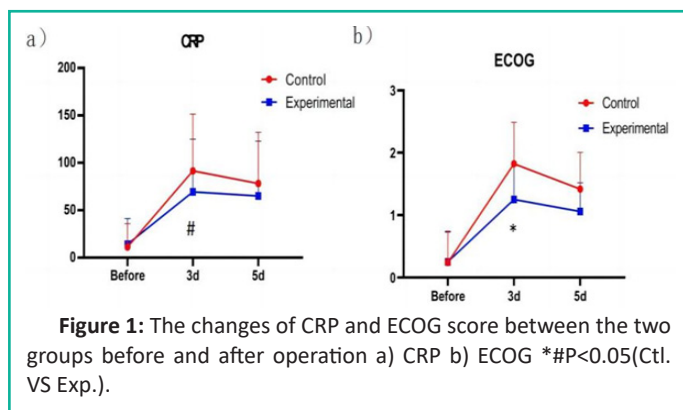 a)
CRP
200
150
100
50
0
Control
Experimental
#
Before 3d 5d
b)
ECOG
3
2
1
0
Control
Experimental
*
Before 3d 5d
Figure 1: The changes of CRP and ECOG score between the two
groups before and after operation a) CRP b) ECOG *#P<0.05(Ctl.
VS Exp.).